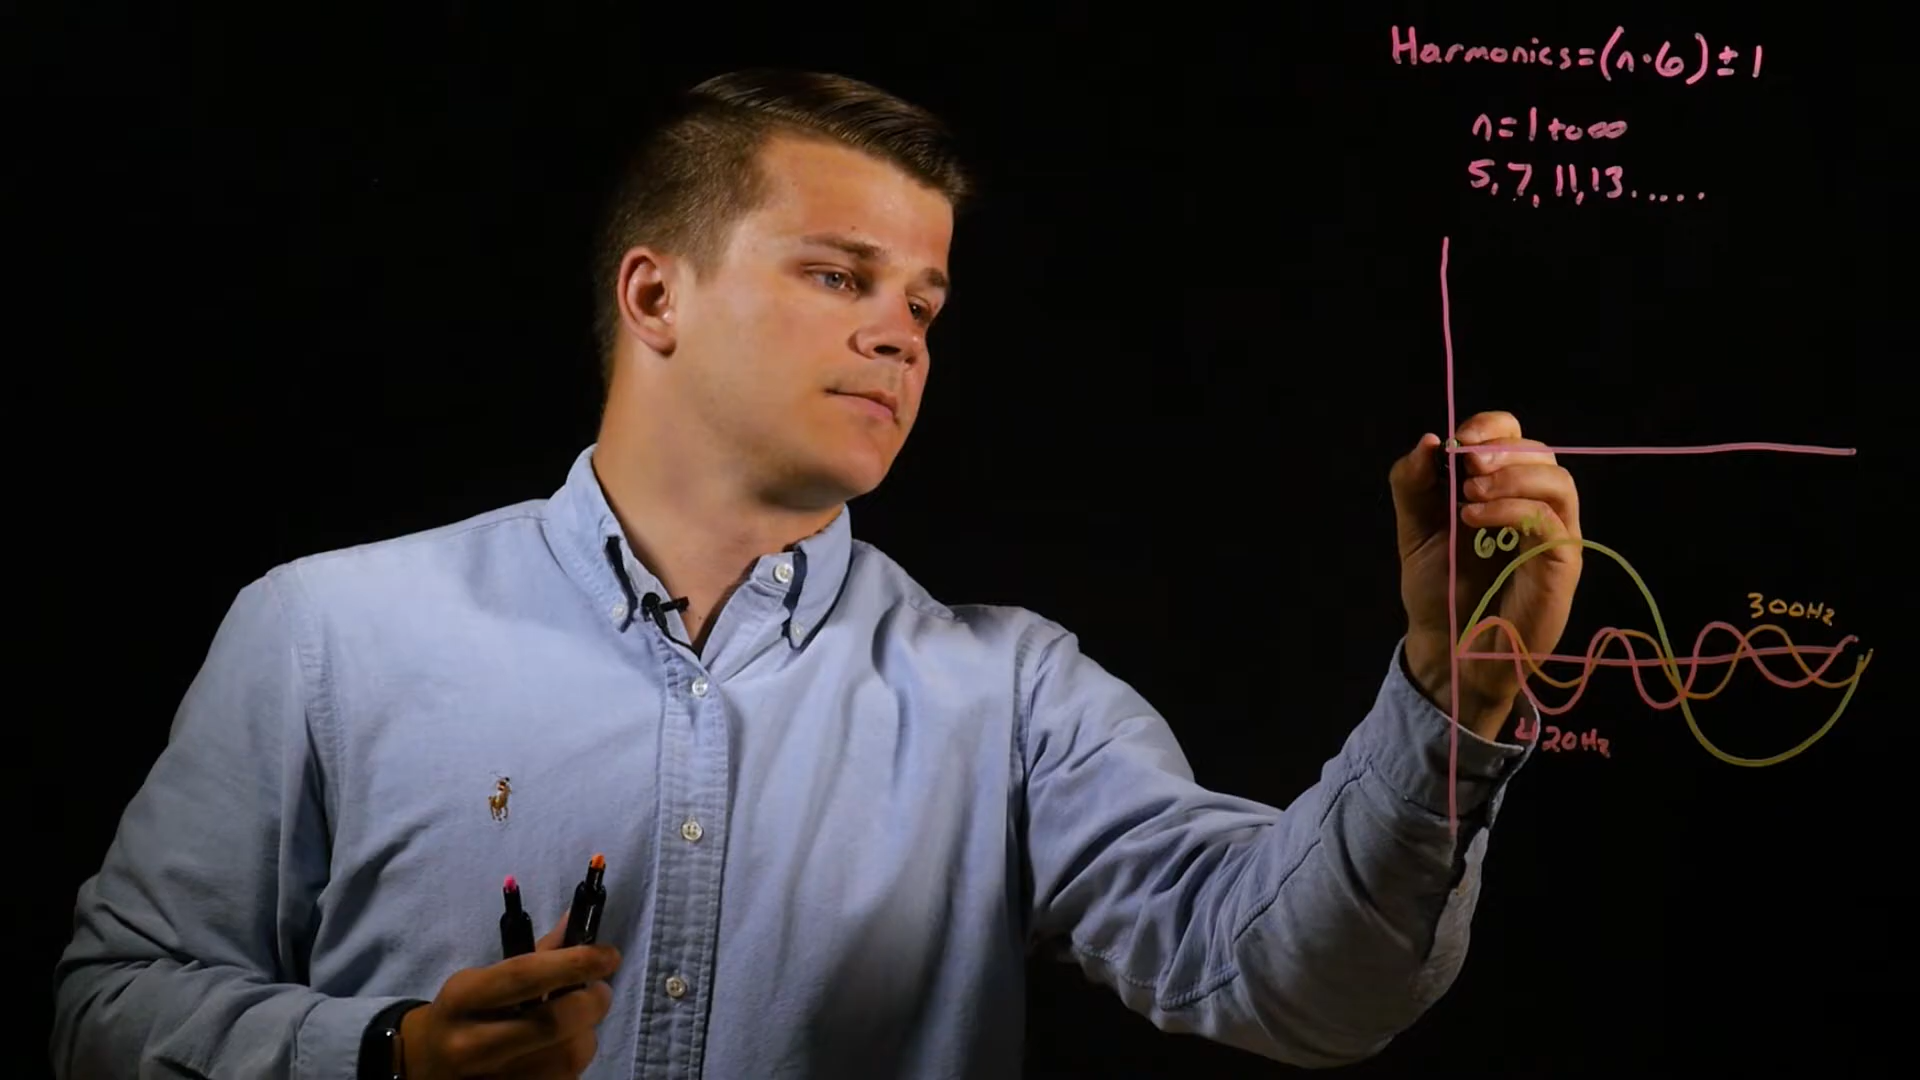 Harmonics=(n·6)±1
n=1 to ∞
5, 7, 11, 13.....
60Hz
300Hz
420Hz